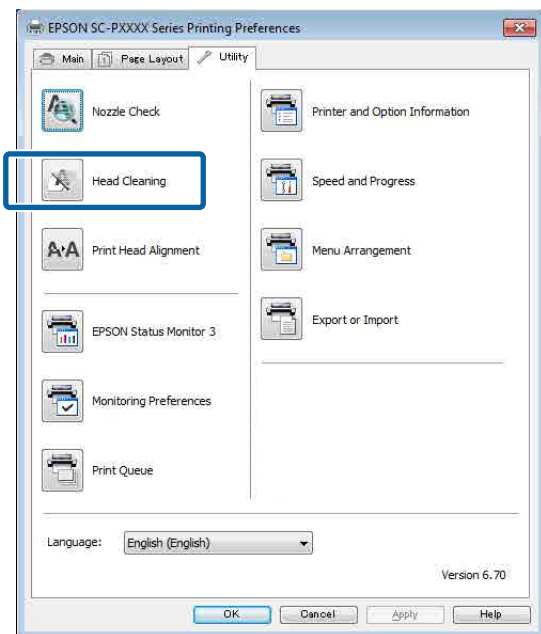 EPSON SC-PXXXX Series Printing Preferences
Main Page Layout Utility
Nozzle Check
Head Cleaning
A▸A Print Head Alignment
EPSON Status Monitor 3
Monitoring Preferences
Print Queue
Printer and Option Information
Speed and Progress
Menu Arrangement
Export or Import
Language: English (English)
Version 6.70
OK Cancel Apply Help